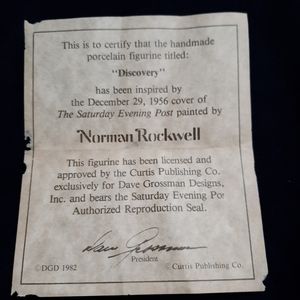 This is to certify that the handmade
porcelain figurine titled:
"Discovery"
has been inspired by
the December 29, 1956 cover of
The Saturday Evening Post painted by
Norman Rockwell
This figurine has been licensed and
approved by the Curtis Publishing Co.
exclusively for Dave Grossman Designs,
Inc. and bears the Saturday Evening Po
Authorized Reproduction Seal.
Dave Grossman
President
©DGD 1982
© Curtis Publishing Co.